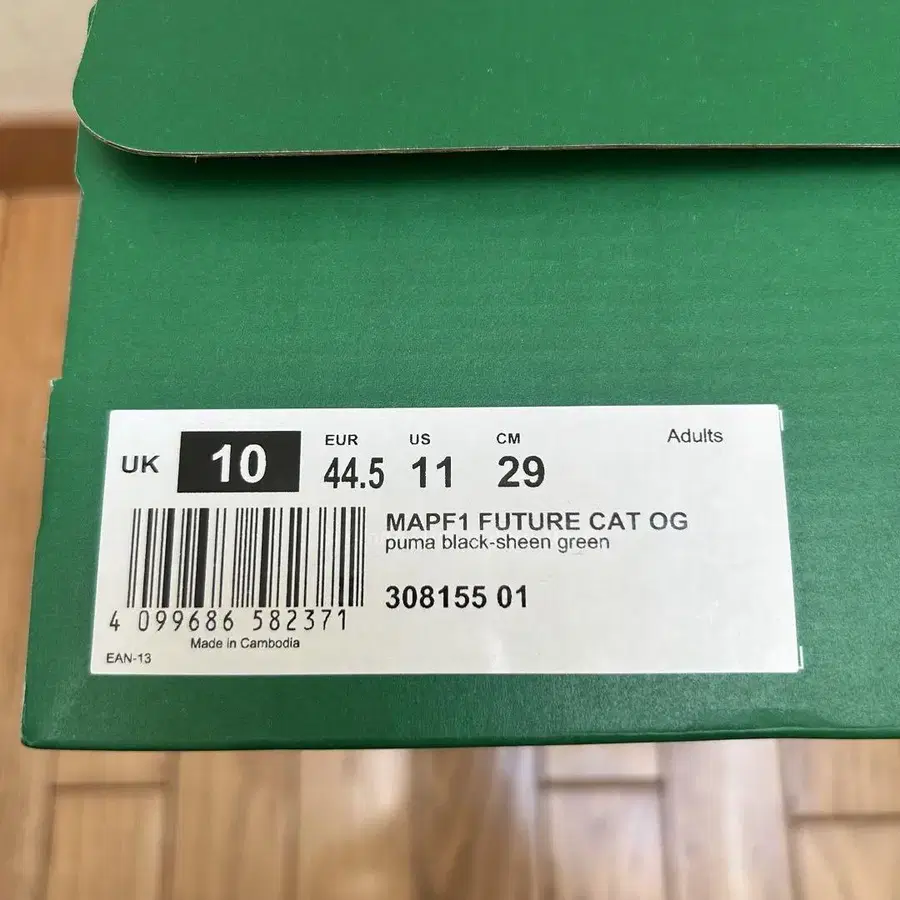 UK 10
EUR 44.5
US 11
CM 29
Adults
MAPF1 FUTURE CAT OG
puma black-sheen green
308155 01
4 099686 582371
Made in Cambodia
EAN-13